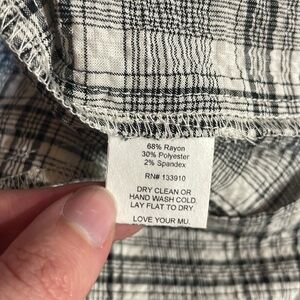 68% Rayon
30% Polyester
2% Spandex
RN# 133910
DRY CLEAN OR
HAND WASH COLD.
LAY FLAT TO DRY.
LOVE YOUR MU.